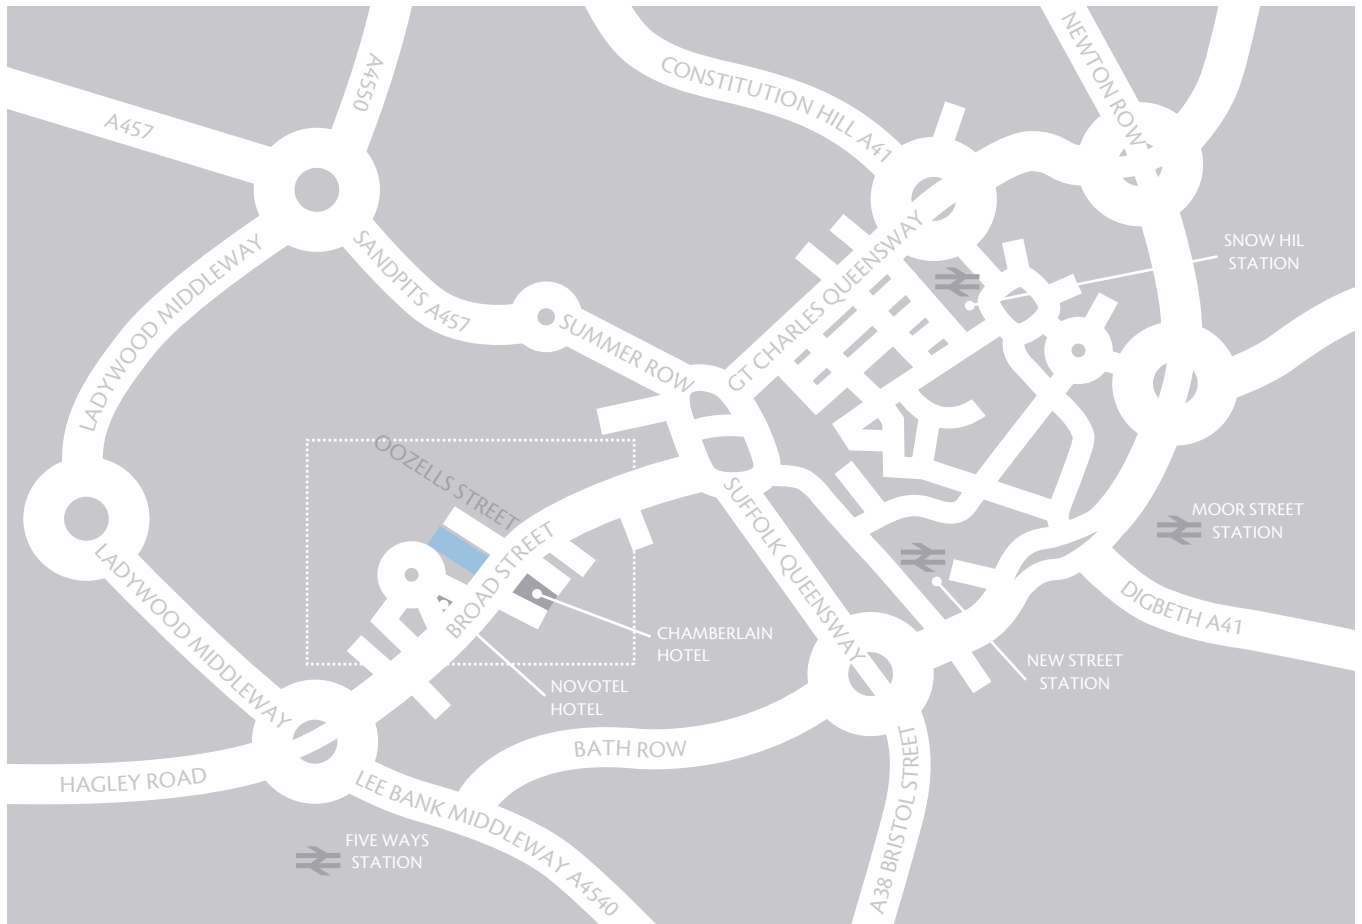 A4550
NEWTON ROW
CONSTITUTION HILL A41
A457
SNOW HIL
STATION
SANDPITS A457
LADYWOOD MIDDLEWAY
GT CHARLES QUEENSWAY
SUMMER ROW
OOZELLS STREET
SUFFOLK QUEENSWAY
MOOR STREET
STATION
BROAD STREET
LADYWOOD MIDDLEWAY
DIGBETH A41
CHAMBERLAIN
HOTEL
NEW STREET
STATION
NOVOTEL
HOTEL
BATH ROW
HAGLEY ROAD
LEE BANK MIDDLEWAY A4540
A38 BRISTOL STREET
FIVE WAYS
STATION